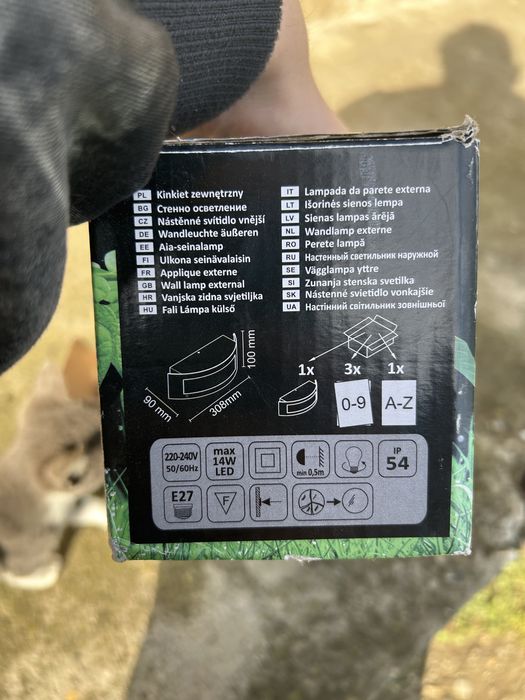 PL Kinkiet zewnętrzny
BG Стенно осветление
CZ Nástěnné svítidlo vnější
DE Wandleuchte äußeren
EE Aia-seinalamp
FI Ulkona seinävalaisin
FR Applique externe
GB Wall lamp external
HR Vanjska zidna svjetiljka
HU Fali Lámpa külső
IT Lampada da parete externa
LT Išorinės sienos lempa
LV Sienas lampas ārējā
NL Wandlamp externe
RO Perete lampă
RU Настенный светильник наружной
SE Vägglampa yttre
SI Zunanja stenska svetilka
SK Nástenné svietidlo vonkajšie
UA Настінний світильник зовнішньої
100 mm
90 mm
308mm
1x 3x 1x
0-9 A-Z
220-240V
50/60Hz
max
14W
LED
min 0,5m
IP
54
E27
F